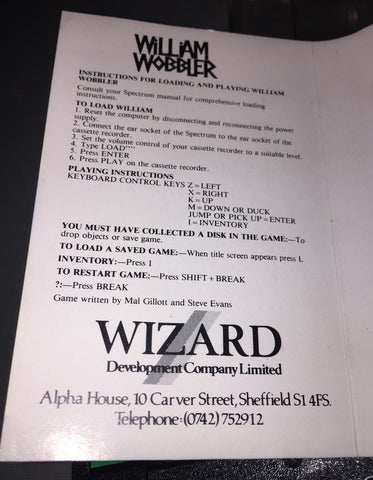 WiLLiAM
WOBBLER
INSTRUCTIONS FOR LOADING AND PLAYING WILLIAM
WOBBLER
Consult your Spectrum manual for comprehensive loading
instructions.
TO LOAD WILLIAM
1. Reset the computer by disconnecting and reconnecting the power
supply.
2. Connect the ear socket of the Spectrum to the ear socket of the
cassette recorder.
3. Set the volume control of your cassette recorder to a suitable level.
4. Type LOAD""
5. Press ENTER
6. Press PLAY on the cassette recorder.
PLAYING INSTRUCTIONS
KEYBOARD CONTROL KEYS Z = LEFT
X = RIGHT
K = UP
M = DOWN OR DUCK
JUMP OR PICK UP = ENTER
I = INVENTORY
YOU MUST HAVE COLLECTED A DISK IN THE GAME:—To
drop objects or save game.
TO LOAD A SAVED GAME:—When title screen appears press L
INVENTORY:—Press I
TO RESTART GAME:—Press SHIFT + BREAK
?:—Press BREAK
Game written by Mal Gillott and Steve Evans
WIZARD
Development Company Limited
Alpha House, 10 Carver Street, Sheffield S1 4FS.
Telephone: (0742) 752912